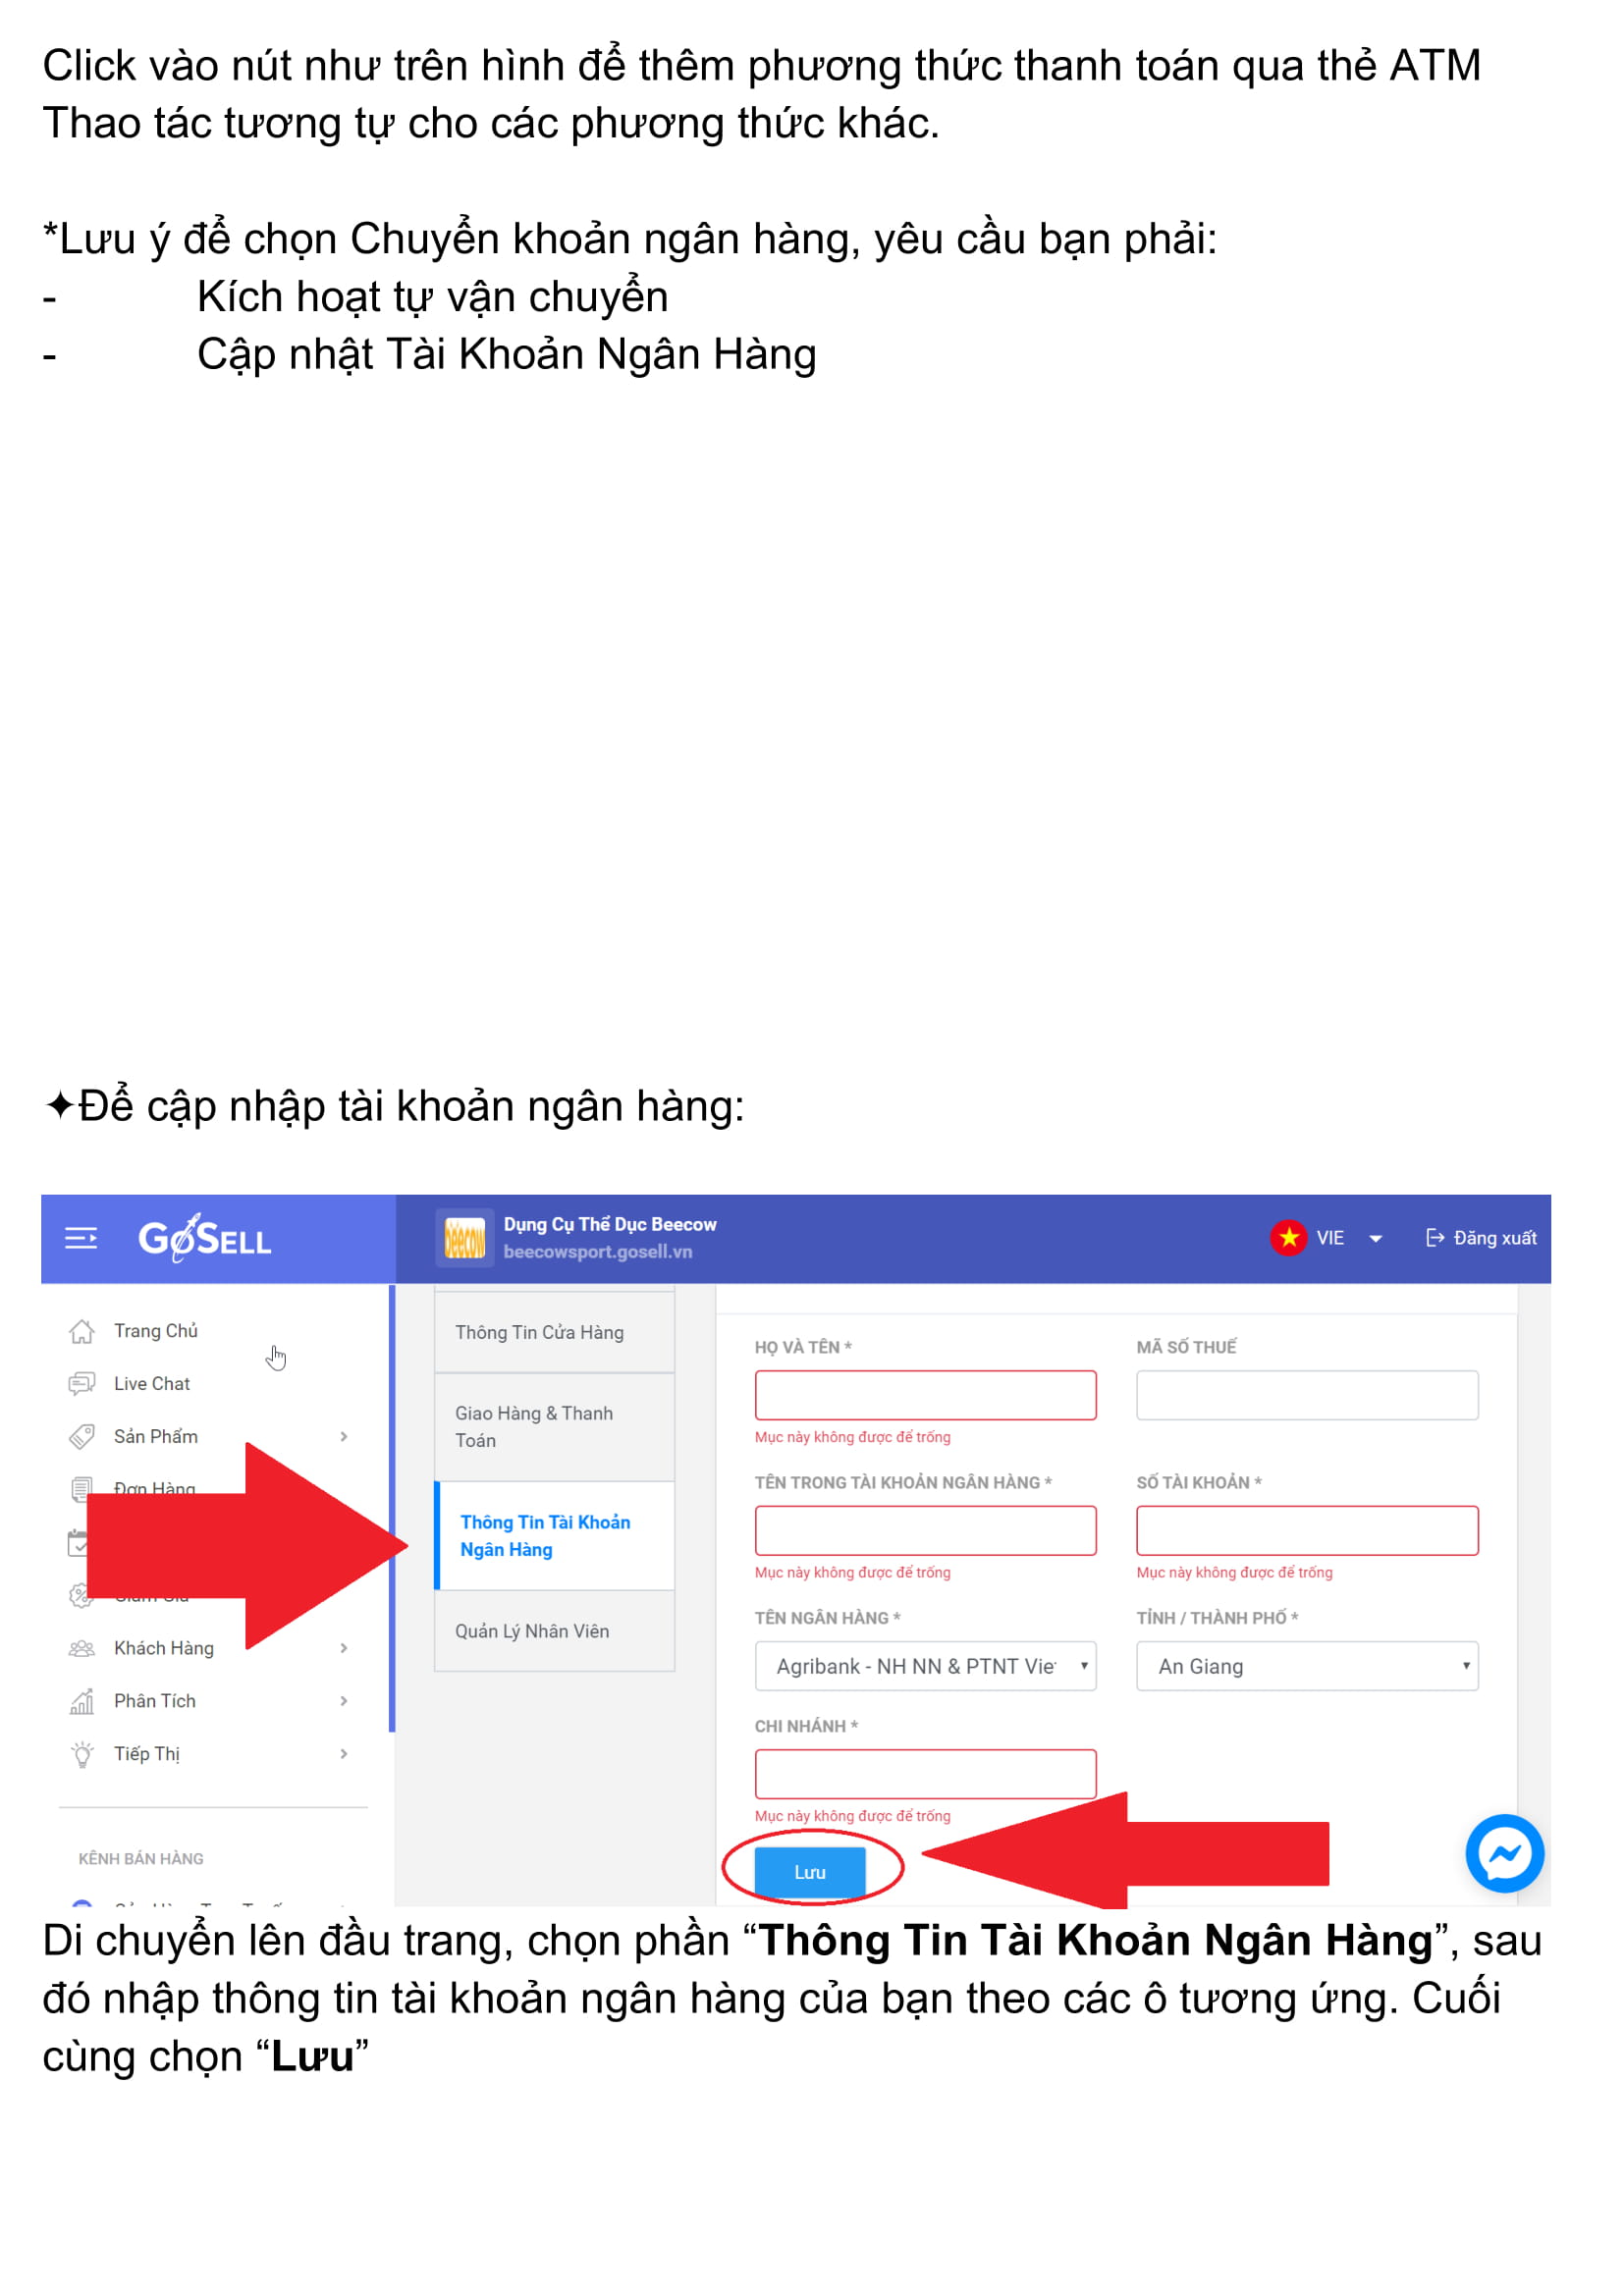 Click vào nút như trên hình để thêm phương thức thanh toán qua thẻ ATM
Thao tác tương tự cho các phương thức khác.
*Lưu ý để chọn Chuyển khoản ngân hàng, yêu cầu bạn phải:
- Kích hoạt tự vận chuyển
- Cập nhật Tài Khoản Ngân Hàng
✦Để cập nhập tài khoản ngân hàng:
GOSELL
Dụng Cụ Thể Dục Beecow
beecow
beecowsport.gosell.vn
VIE
Đăng xuất
Trang Chủ
Live Chat
Sản Phẩm
Đơn Hàng
Khách Hàng
Phân Tích
Tiếp Thị
KÊNH BÁN HÀNG
Thông Tin Cửa Hàng
Giao Hàng & Thanh
Toán
Thông Tin Tài Khoản
Ngân Hàng
Quản Lý Nhân Viên
HỌ VÀ TÊN *
MÃ SỐ THUẾ
Mục này không được để trống
TÊN TRONG TÀI KHOẢN NGÂN HÀNG *
SỐ TÀI KHOẢN *
Mục này không được để trống
Mục này không được để trống
TÊN NGÂN HÀNG *
TỈNH / THÀNH PHỐ *
Agribank - NH NN & PTNT Vie
An Giang
CHI NHÁNH *
Mục này không được để trống
Lưu
Di chuyển lên đầu trang, chọn phần “Thông Tin Tài Khoản Ngân Hàng”, sau
đó nhập thông tin tài khoản ngân hàng của bạn theo các ô tương ứng. Cuối
cùng chọn “Lưu”